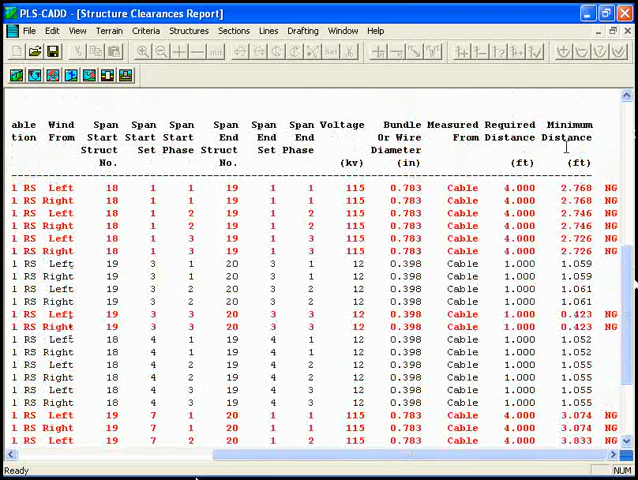 PLS-CADD - [Structure Clearances Report]
File Edit View Terrain Criteria Structures Sections Lines Drafting Window Help
Set
able Wind Span Span Span Span Span Span Voltage Bundle Measured Required Minimum
tion From Start Start Start End End End Or Wire From Distance Distance
Struct Set Phase Struct Set Phase Diameter
No. No. (kv) (in) (ft) (ft)
1 RS Left 18 1 1 19 1 1 115 0.783 Cable 4.000 2.768 NG
1 RS Right 18 1 1 19 1 1 115 0.783 Cable 4.000 2.768 NG
1 RS Left 18 1 2 19 1 2 115 0.783 Cable 4.000 2.746 NG
1 RS Right 18 1 2 19 1 2 115 0.783 Cable 4.000 2.746 NG
1 RS Left 18 1 3 19 1 3 115 0.783 Cable 4.000 2.726 NG
1 RS Right 18 1 3 19 1 3 115 0.783 Cable 4.000 2.726 NG
1 RS Left 19 3 1 20 3 1 12 0.398 Cable 1.000 1.059
1 RS Right 19 3 1 20 3 1 12 0.398 Cable 1.000 1.059
1 RS Left 19 3 2 20 3 2 12 0.398 Cable 1.000 1.061
1 RS Right 19 3 2 20 3 2 12 0.398 Cable 1.000 1.061
1 RS Left 19 3 3 20 3 3 12 0.398 Cable 1.000 0.423 NG
1 RS Right 19 3 3 20 3 3 12 0.398 Cable 1.000 0.423 NG
1 RS Left 18 4 1 19 4 1 12 0.398 Cable 1.000 1.052
1 RS Right 18 4 1 19 4 1 12 0.398 Cable 1.000 1.052
1 RS Left 18 4 2 19 4 2 12 0.398 Cable 1.000 1.055
1 RS Right 18 4 2 19 4 2 12 0.398 Cable 1.000 1.055
1 RS Left 18 4 3 19 4 3 12 0.398 Cable 1.000 1.055
1 RS Right 18 4 3 19 4 3 12 0.398 Cable 1.000 1.055
1 RS Left 19 7 1 20 1 1 115 0.783 Cable 4.000 3.074 NG
1 RS Right 19 7 1 20 1 1 115 0.783 Cable 4.000 3.074 NG
1 RS Left 19 7 2 20 1 2 115 0.783 Cable 4.000 3.833 NG
Ready NUM